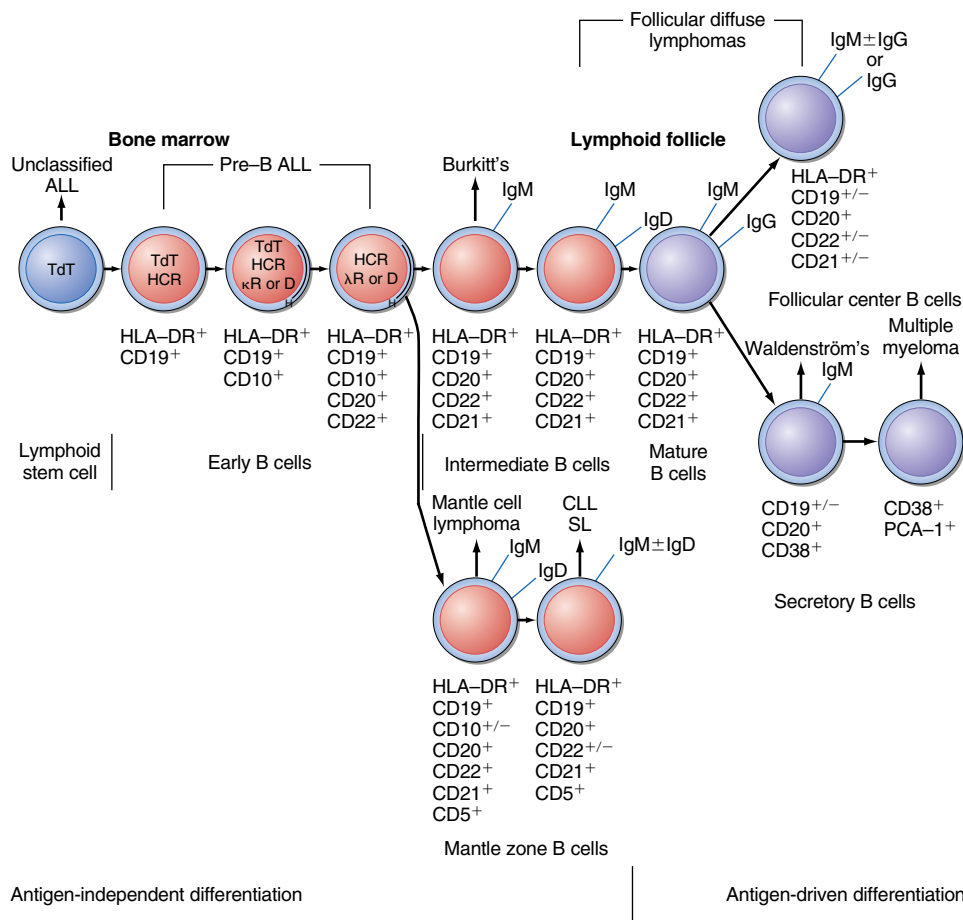 Follicular diffuse
lymphomas
IgM±IgG
or
IgG
Bone marrow
Lymphoid follicle
Unclassified
ALL
Pre–B ALL
Burkitt's
IgM
IgM
IgD
IgM
IgG
HLA–DR⁺
CD19⁺/⁻
CD20⁺
CD22⁺/⁻
CD21⁺/⁻
Follicular center B cells
TdT
TdT
HCR
TdT
HCR
κR or D
H
HCR
λR or D
H
HLA–DR⁺
CD19⁺
HLA–DR⁺
CD19⁺
CD10⁺
HLA–DR⁺
CD19⁺
CD10⁺
CD20⁺
CD22⁺
HLA–DR⁺
CD19⁺
CD20⁺
CD22⁺
CD21⁺
HLA–DR⁺
CD19⁺
CD20⁺
CD22⁺
CD21⁺
HLA–DR⁺
CD19⁺
CD20⁺
CD22⁺
CD21⁺
Lymphoid
stem cell
Early B cells
Intermediate B cells
Mature
B cells
Waldenström's
IgM
Multiple
myeloma
CD19⁺/⁻
CD20⁺
CD38⁺
CD38⁺
PCA–1⁺
Secretory B cells
Mantle cell
lymphoma
IgM
IgD
CLL
SL
IgM±IgD
HLA–DR⁺
CD19⁺
CD10⁺/⁻
CD20⁺
CD22⁺
CD21⁺
CD5⁺
HLA–DR⁺
CD19⁺
CD20⁺
CD22⁺/⁻
CD21⁺
CD5⁺
Mantle zone B cells
Antigen-independent differentiation
Antigen-driven differentiation